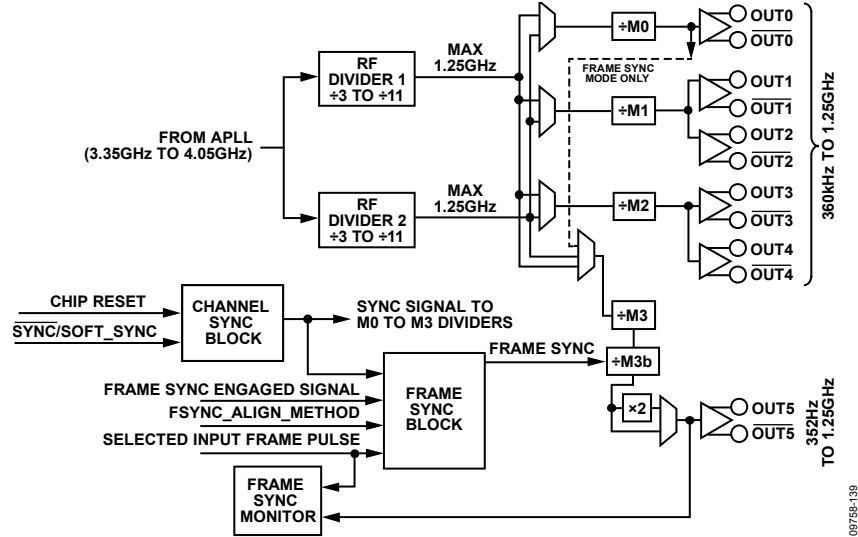 RF
DIVIDER 1
÷3 TO ÷11
MAX
1.25GHz
÷M0
OUT0
OUT0
FRAME SYNC
MODE ONLY
÷M1
OUT1
OUT1
OUT2
OUT2
FROM APLL
(3.35GHz TO 4.05GHz)
RF
DIVIDER 2
÷3 TO ÷11
MAX
1.25GHz
÷M2
OUT3
OUT3
OUT4
OUT4
360kHz TO 1.25GHz
CHIP RESET
SYNC/SOFT_SYNC
CHANNEL
SYNC
BLOCK
SYNC SIGNAL TO
M0 TO M3 DIVIDERS
÷M3
FRAME SYNC
÷M3b
FRAME SYNC ENGAGED SIGNAL
FSYNC_ALIGN_METHOD
SELECTED INPUT FRAME PULSE
FRAME
SYNC
BLOCK
×2
OUT5
OUT5
352Hz
TO 1.25GHz
FRAME
SYNC
MONITOR
09758-139